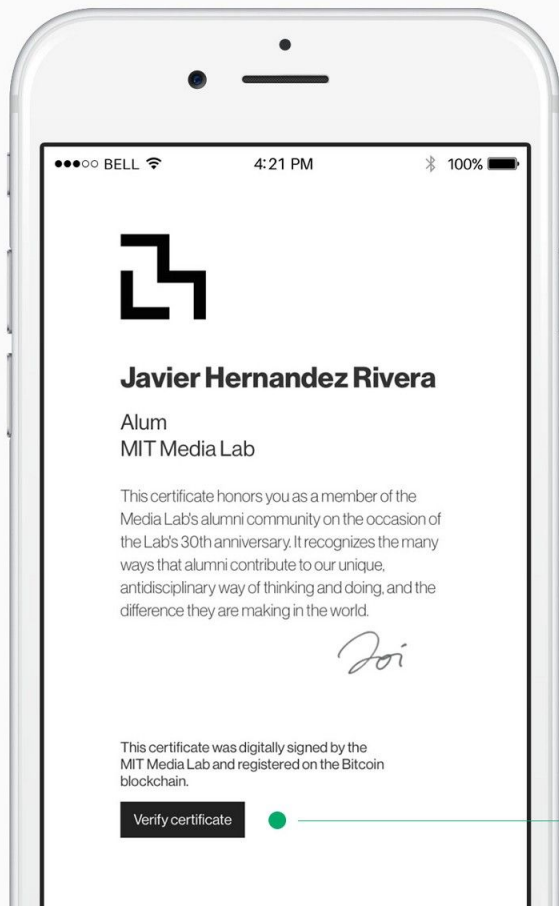 BELL 4:21 PM 100%
Javier Hernandez Rivera
Alum
MIT Media Lab
This certificate honors you as a member of the
Media Lab's alumni community on the occasion of
the Lab's 30th anniversary. It recognizes the many
ways that alumni contribute to our unique,
antidisciplinary way of thinking and doing, and the
difference they are making in the world.
Joi
This certificate was digitally signed by the
MIT Media Lab and registered on the Bitcoin
blockchain.
Verify certificate